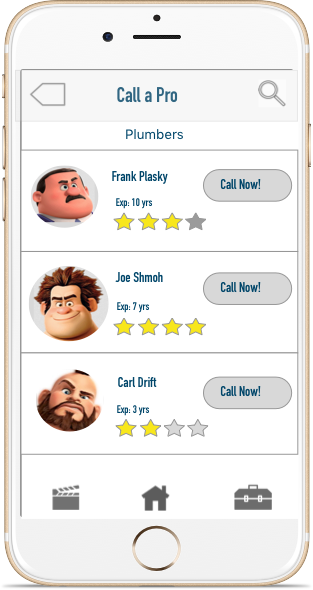 Call a Pro
Plumbers
Frank Plasky
Call Now!
Exp: 10 yrs
Joe Shmoh
Call Now!
Exp: 7 yrs
Carl Drift
Call Now!
Exp: 3 yrs